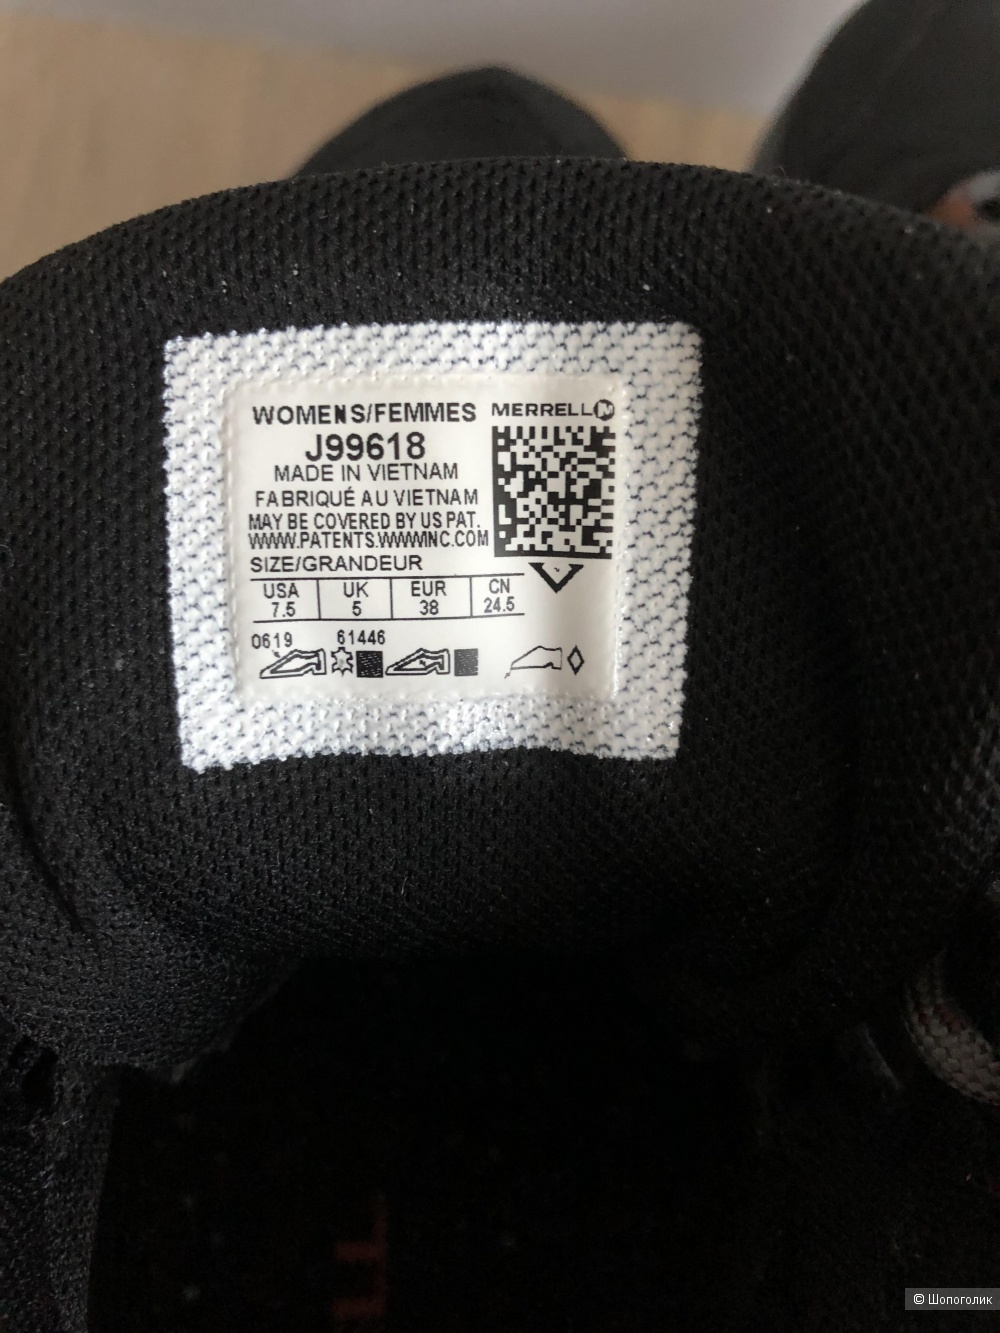 WOMENS/FEMMES MERRELL
J99618
MADE IN VIETNAM
FABRIQUÉ AU VIETNAM
MAY BE COVERED BY US PAT.
WWW.PATENTS.WWWINC.COM
SIZE/GRANDEUR
USA UK EUR CN
7.5 5 38 24.5
0619 61446
© Шопоголик